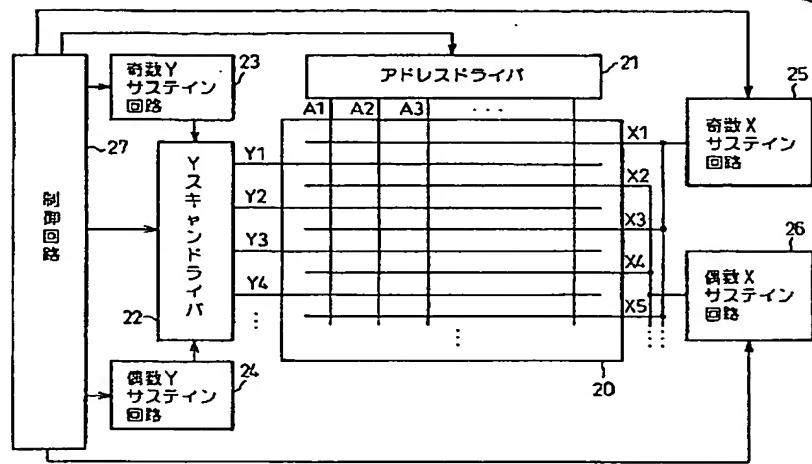 奇数Y
サステイン
回路
23
アドレスドライバ
21
25
A1 A2 A3 ...
奇数X
サステイン
回路
27
制御回路
Yスキャンドライバ
22
Y1
Y2
Y3
Y4
⋮
X1
X2
X3
X4
X5
⋮
26
偶数X
サステイン
回路
偶数Y
サステイン
回路
24
20